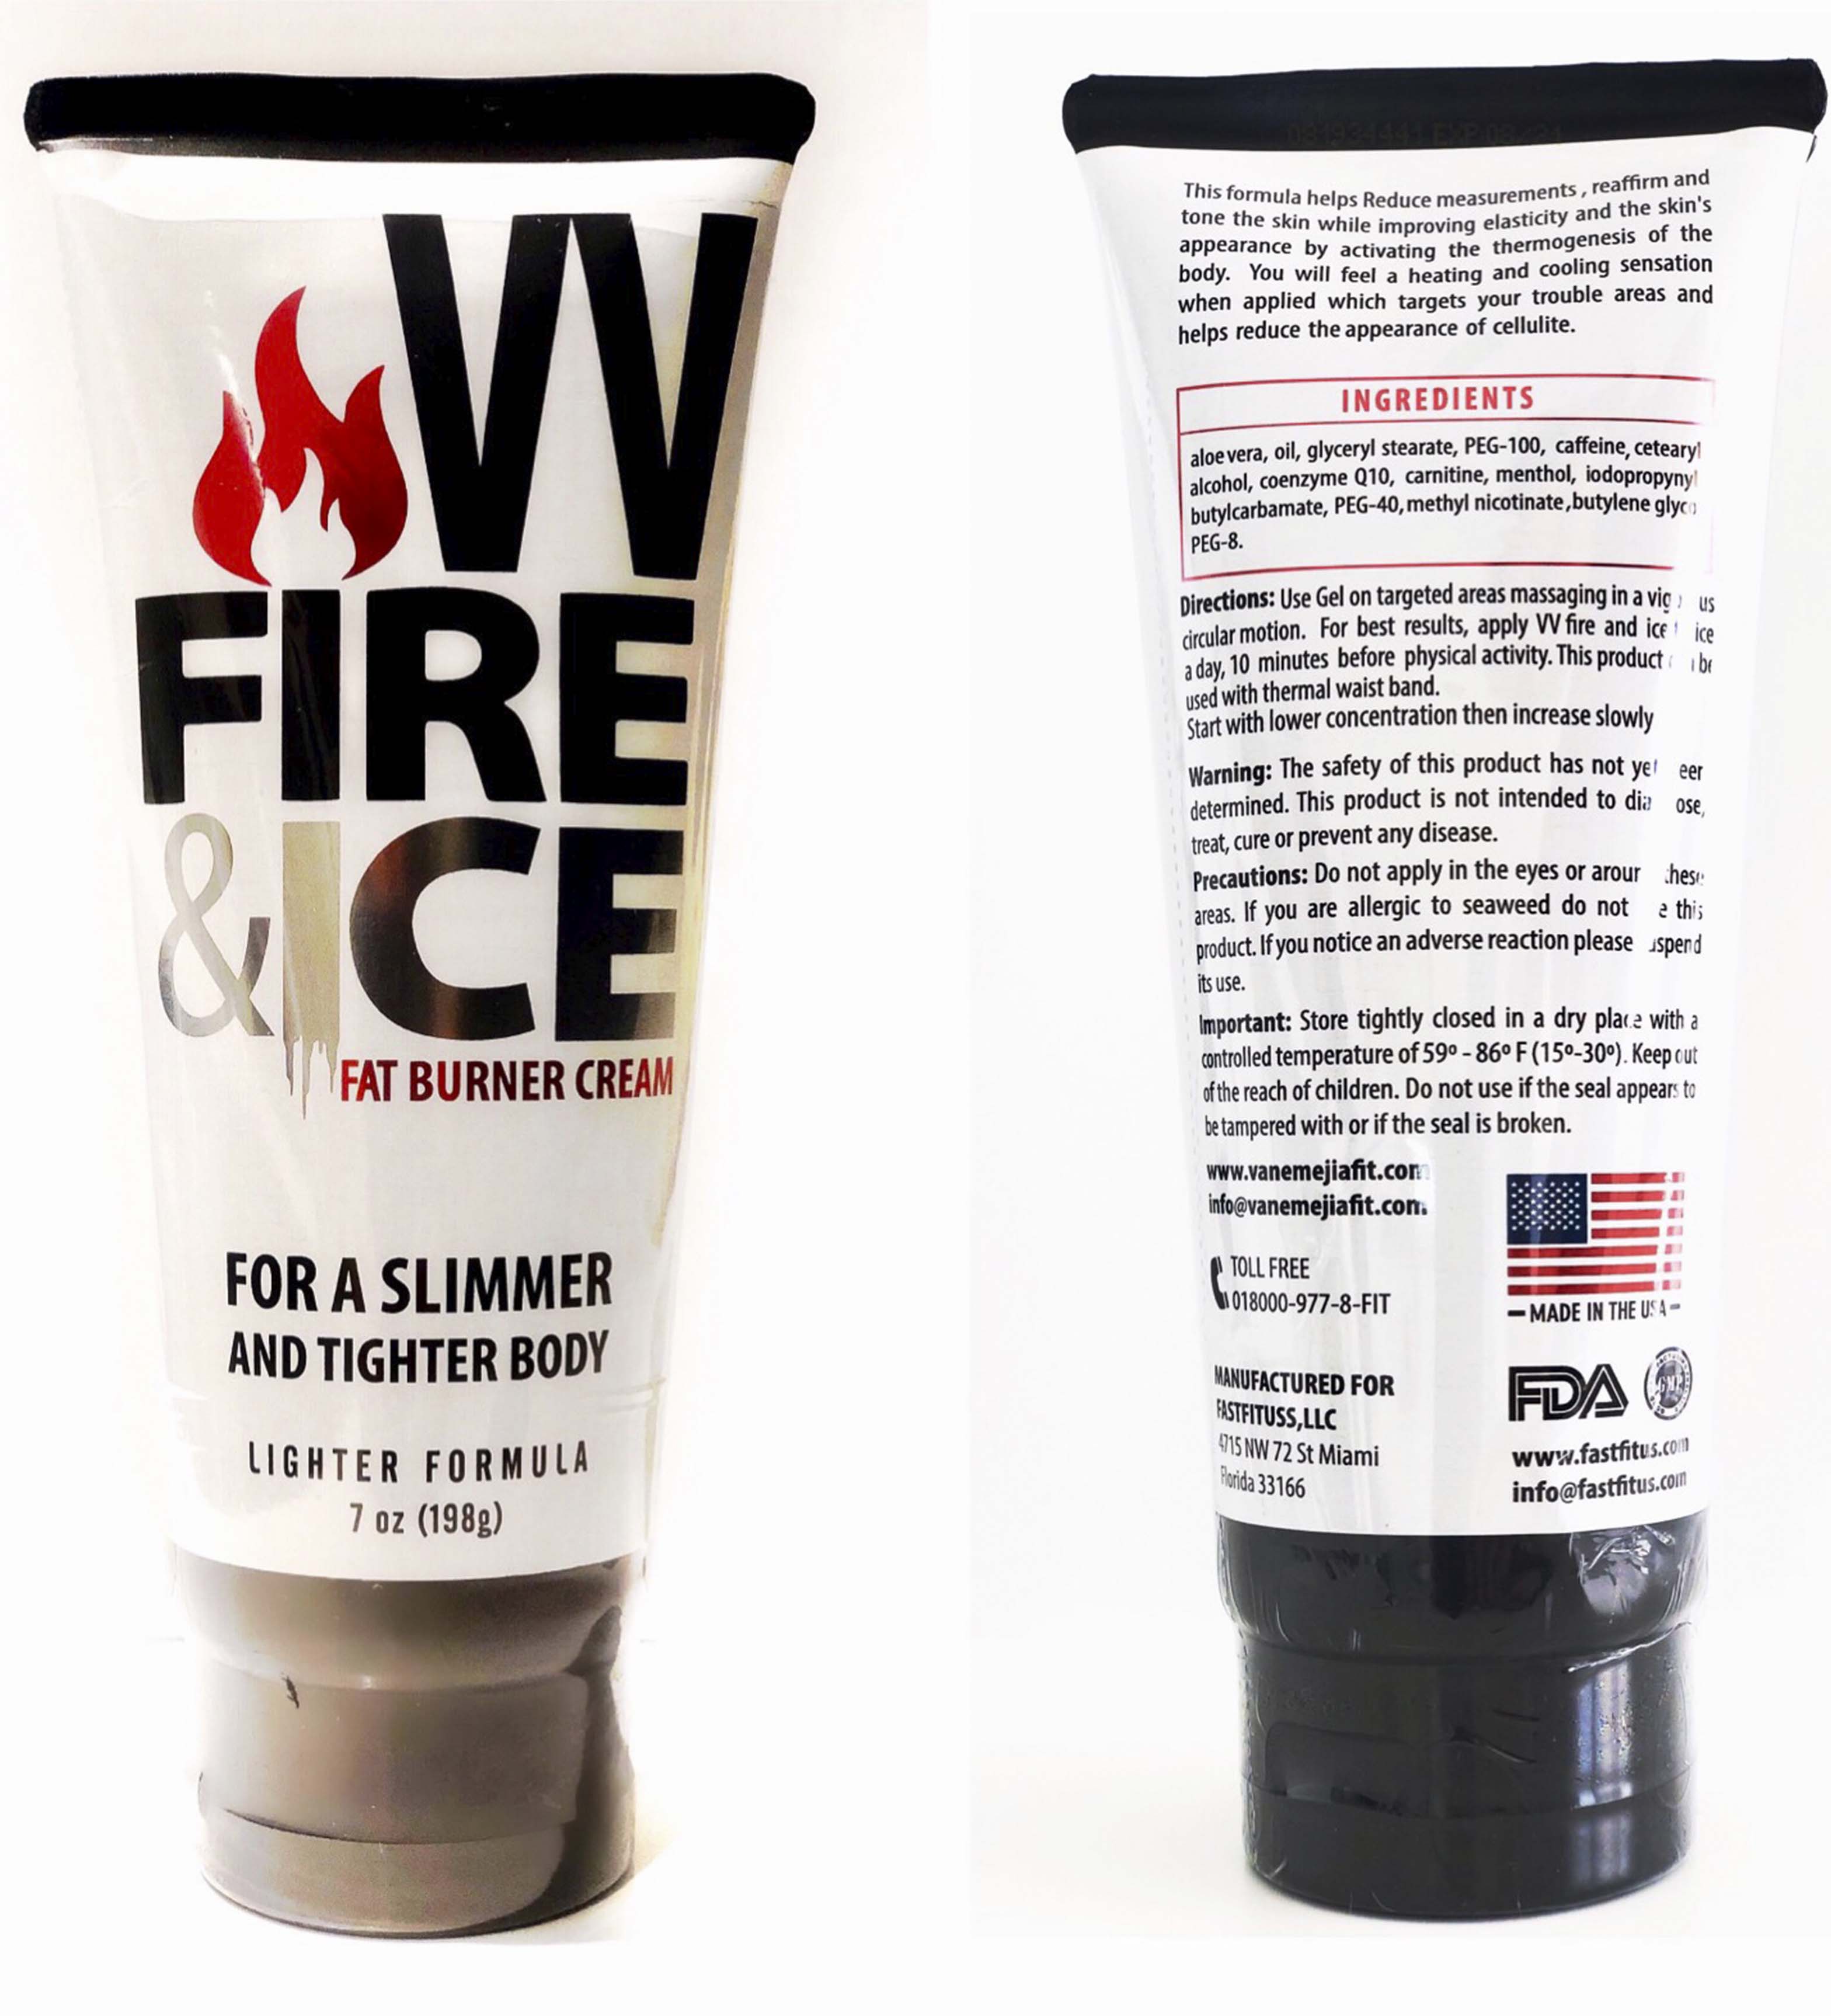 VV
FIRE
&ICE
FAT BURNER CREAM
FOR A SLIMMER
AND TIGHTER BODY
LIGHTER FORMULA
7 oz (198g)
This formula helps Reduce measurements , reaffirm and
tone the skin while improving elasticity and the skin's
appearance by activating the thermogenesis of the
body. You will feel a heating and cooling sensation
when applied which targets your trouble areas and
helps reduce the appearance of cellulite.
INGREDIENTS
aloe vera, oil, glyceryl stearate, PEG-100, caffeine, cetearyl
alcohol, coenzyme Q10, carnitine, menthol, iodopropynyl
butylcarbamate, PEG-40, methyl nicotinate ,butylene
PEG-8.
Directions: Use Gel on targeted areas massaging in a
circular motion. For best results, apply VV fire and ice
a day, 10 minutes before physical activity. This product be
used with thermal waist band.
Start with lower concentration then increase slowly
Warning: The safety of this product has not yet
determined. This product is not intended to
treat, cure or prevent any disease.
Precautions: Do not apply in the eyes or
areas. If you are allergic to seaweed do not this
product. If you notice an adverse reaction please
its use.
Important: Store tightly closed in a dry place with a
controlled temperature of 59º - 86º F (15º-30º). Keep out
of the reach of children. Do not use if the seal appears to
be tampered with or if the seal is broken.
www.vanemejiafit.com
info@vanemejiafit.com
TOLL FREE
018000-977-8-FIT
MADE IN THE USA
MANUFACTURED FOR
FASTFITUSS,LLC
4715 NW 72 St Miami
Florida 33166
FDA
GMP
www.fastfitus.com
info@fastfitus.com